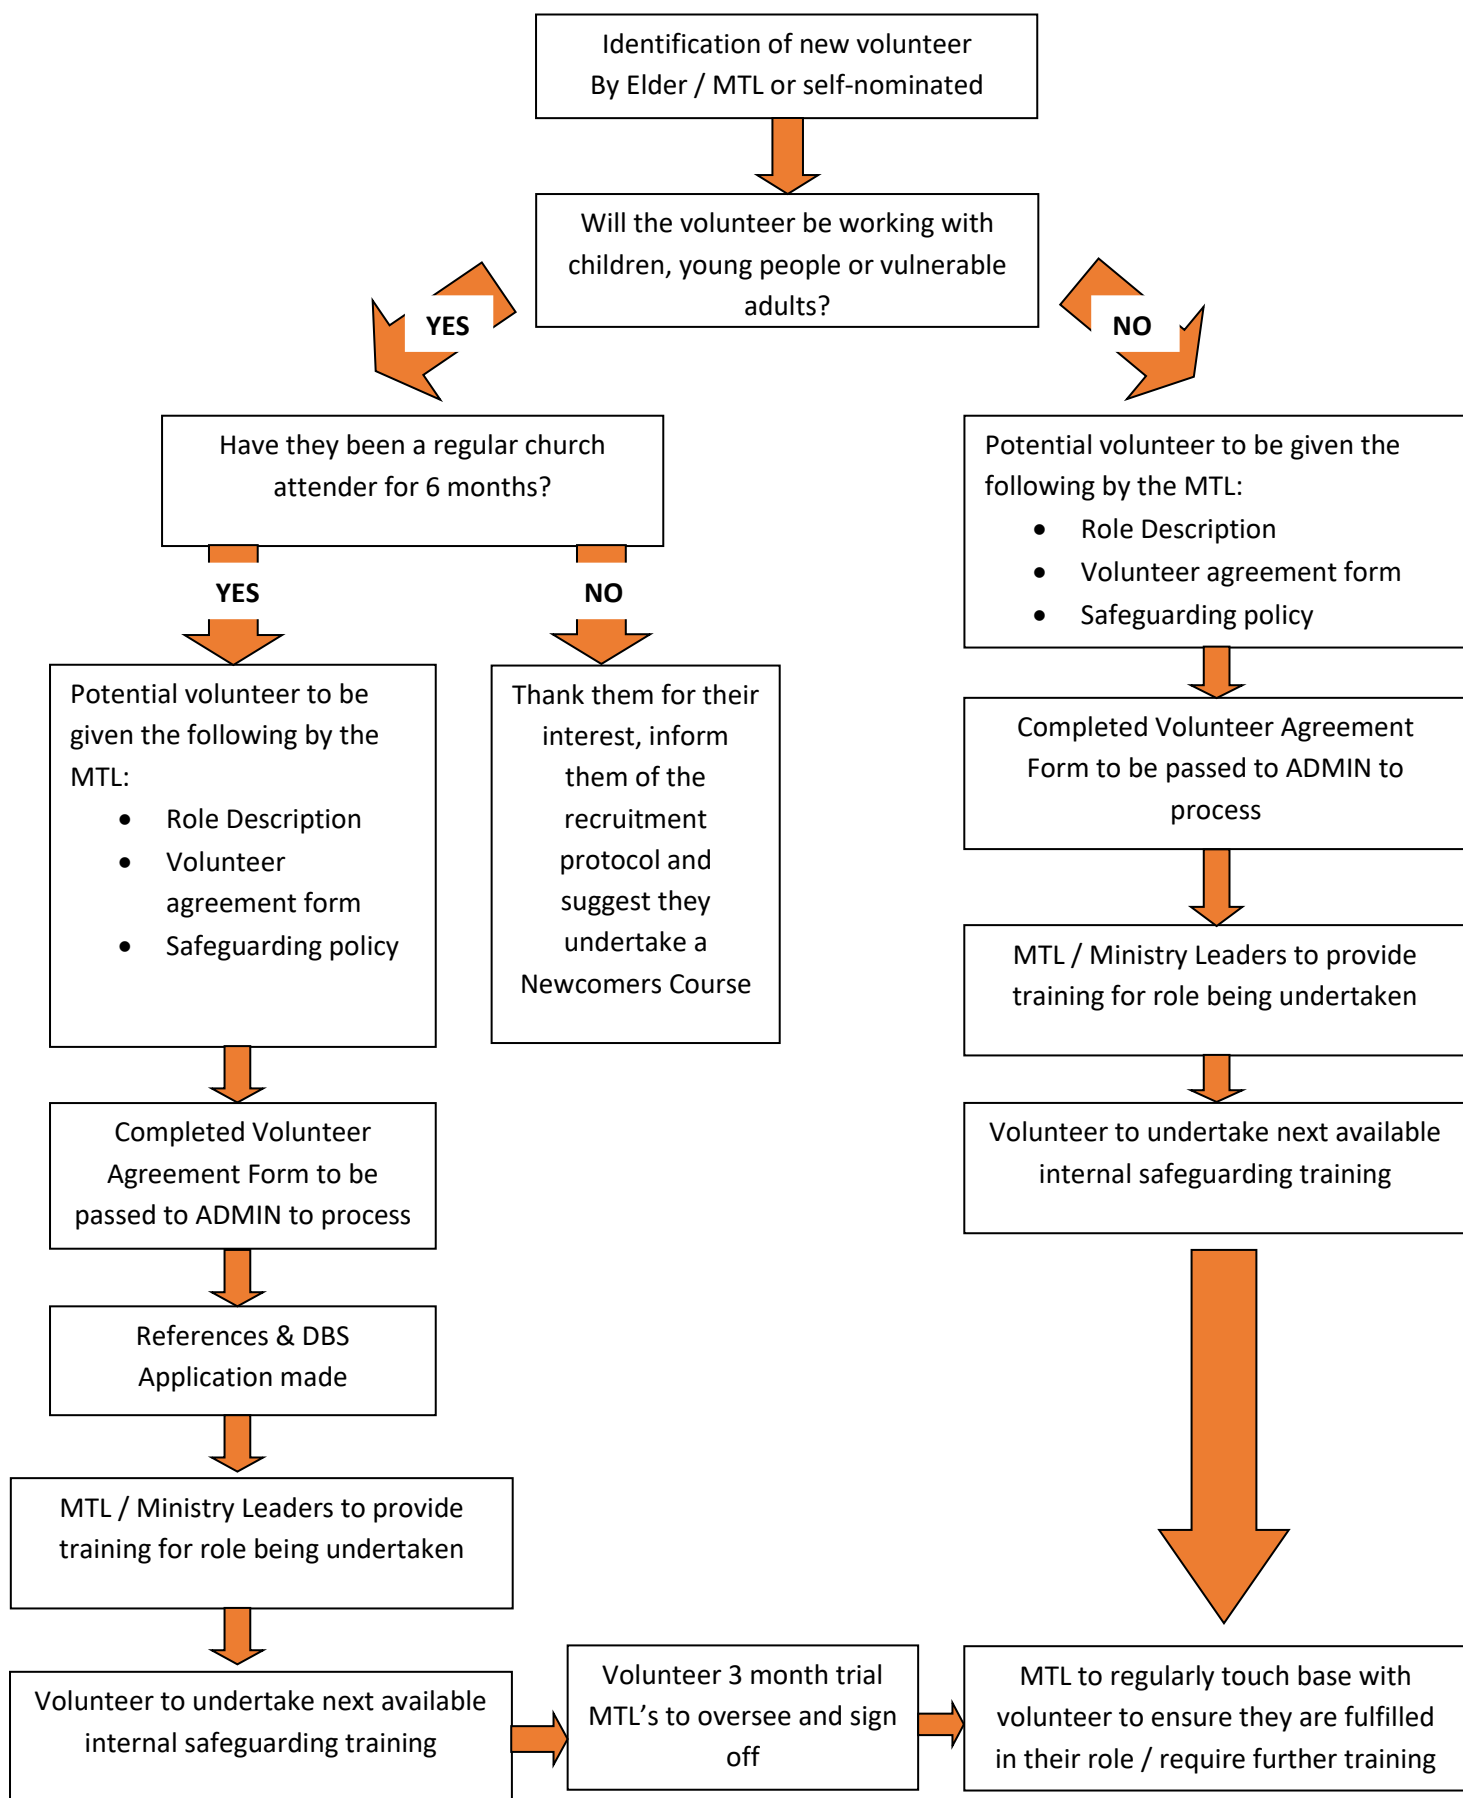 Identification of new volunteer
By Elder / MTL or self-nominated
Will the volunteer be working with
children, young people or vulnerable
adults?
YES
NO
Have they been a regular church
attender for 6 months?
YES
NO
Potential volunteer to be given the
following by the MTL:
• Role Description
• Volunteer agreement form
• Safeguarding policy
Potential volunteer to be
given the following by the
MTL:
• Role Description
• Volunteer
agreement form
• Safeguarding policy
Thank them for their
interest, inform
them of the
recruitment
protocol and
suggest they
undertake a
Newcomers Course
Completed Volunteer Agreement
Form to be passed to ADMIN to
process
MTL / Ministry Leaders to provide
training for role being undertaken
Volunteer to undertake next available
internal safeguarding training
Completed Volunteer
Agreement Form to be
passed to ADMIN to process
References & DBS
Application made
MTL / Ministry Leaders to provide
training for role being undertaken
Volunteer to undertake next available
internal safeguarding training
Volunteer 3 month trial
MTL’s to oversee and sign
off
MTL to regularly touch base with
volunteer to ensure they are fulfilled
in their role / require further training